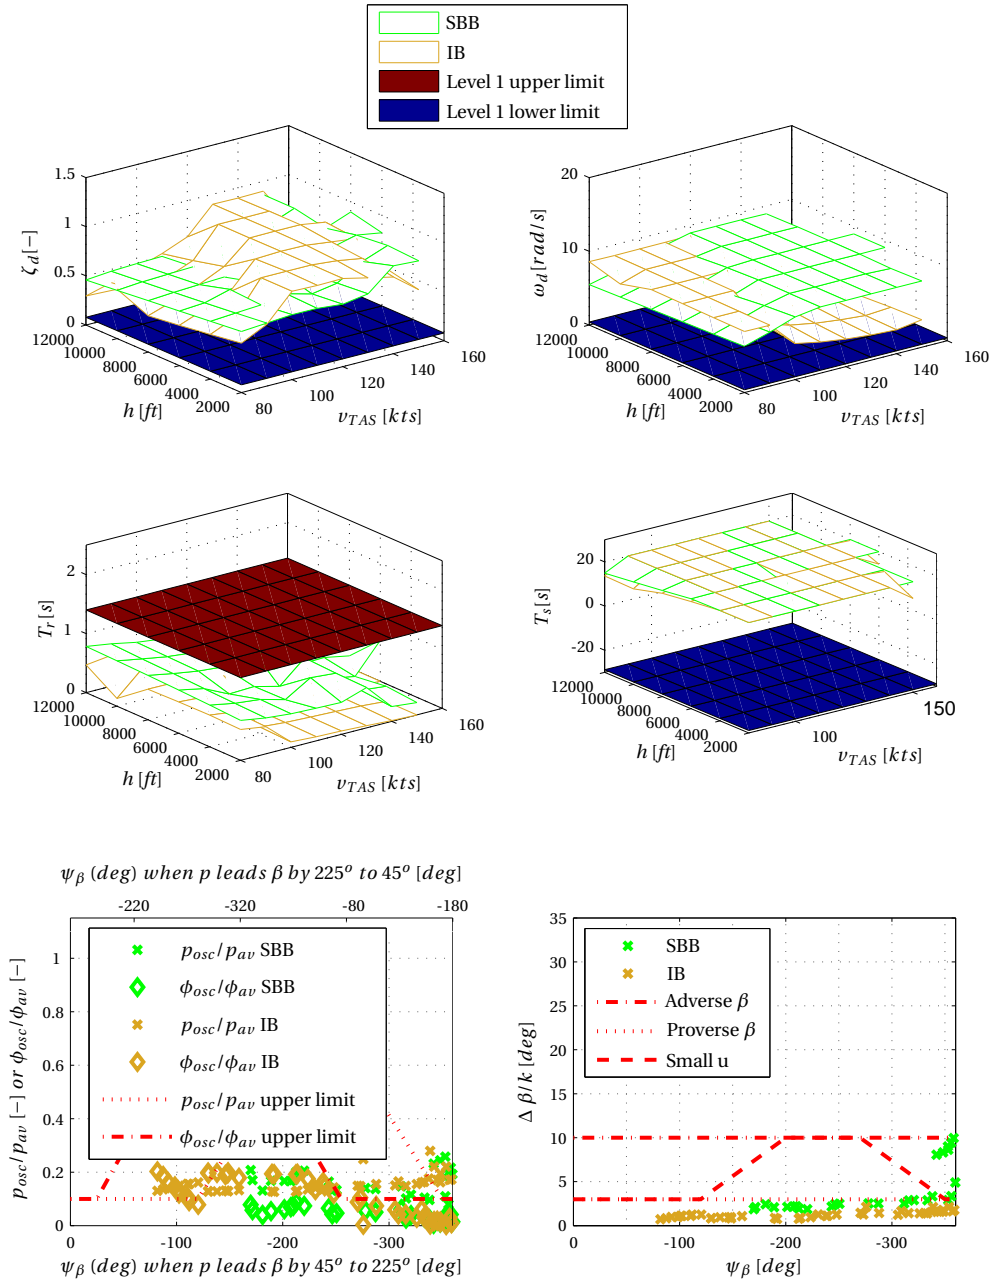 SBB
IB
Level 1 upper limit
Level 1 lower limit
1.5
1
0.5
0
ζd [−]
12000
10000
8000
6000
4000
2000
h [ft]
80
100
120
140
160
vTAS [kts]
20
10
0
ωd [rad/s]
12000
10000
8000
6000
4000
2000
h [ft]
80
100
120
140
160
vTAS [kts]
2
1
0
Tr [s]
12000
10000
8000
6000
4000
2000
h [ft]
80
100
120
140
160
vTAS [kts]
20
0
-20
Ts [s]
12000
10000
8000
6000
4000
2000
h [ft]
100
150
vTAS [kts]
ψβ (deg) when p leads β by 225o to 45o [deg]
-220 -320 -80 -180
1
0.8
0.6
0.4
0.2
0
posc/pav [−] or ϕosc/ϕav [−]
posc/pav SBB
ϕosc/ϕav SBB
posc/pav IB
ϕosc/ϕav IB
posc/pav upper limit
ϕosc/ϕav upper limit
0 -100 -200 -300
ψβ (deg) when p leads β by 45o to 225o [deg]
35
30
25
20
15
10
5
0
Δ β/k [deg]
SBB
IB
Adverse β
Proverse β
Small u
0 -100 -200 -300
ψβ [deg]